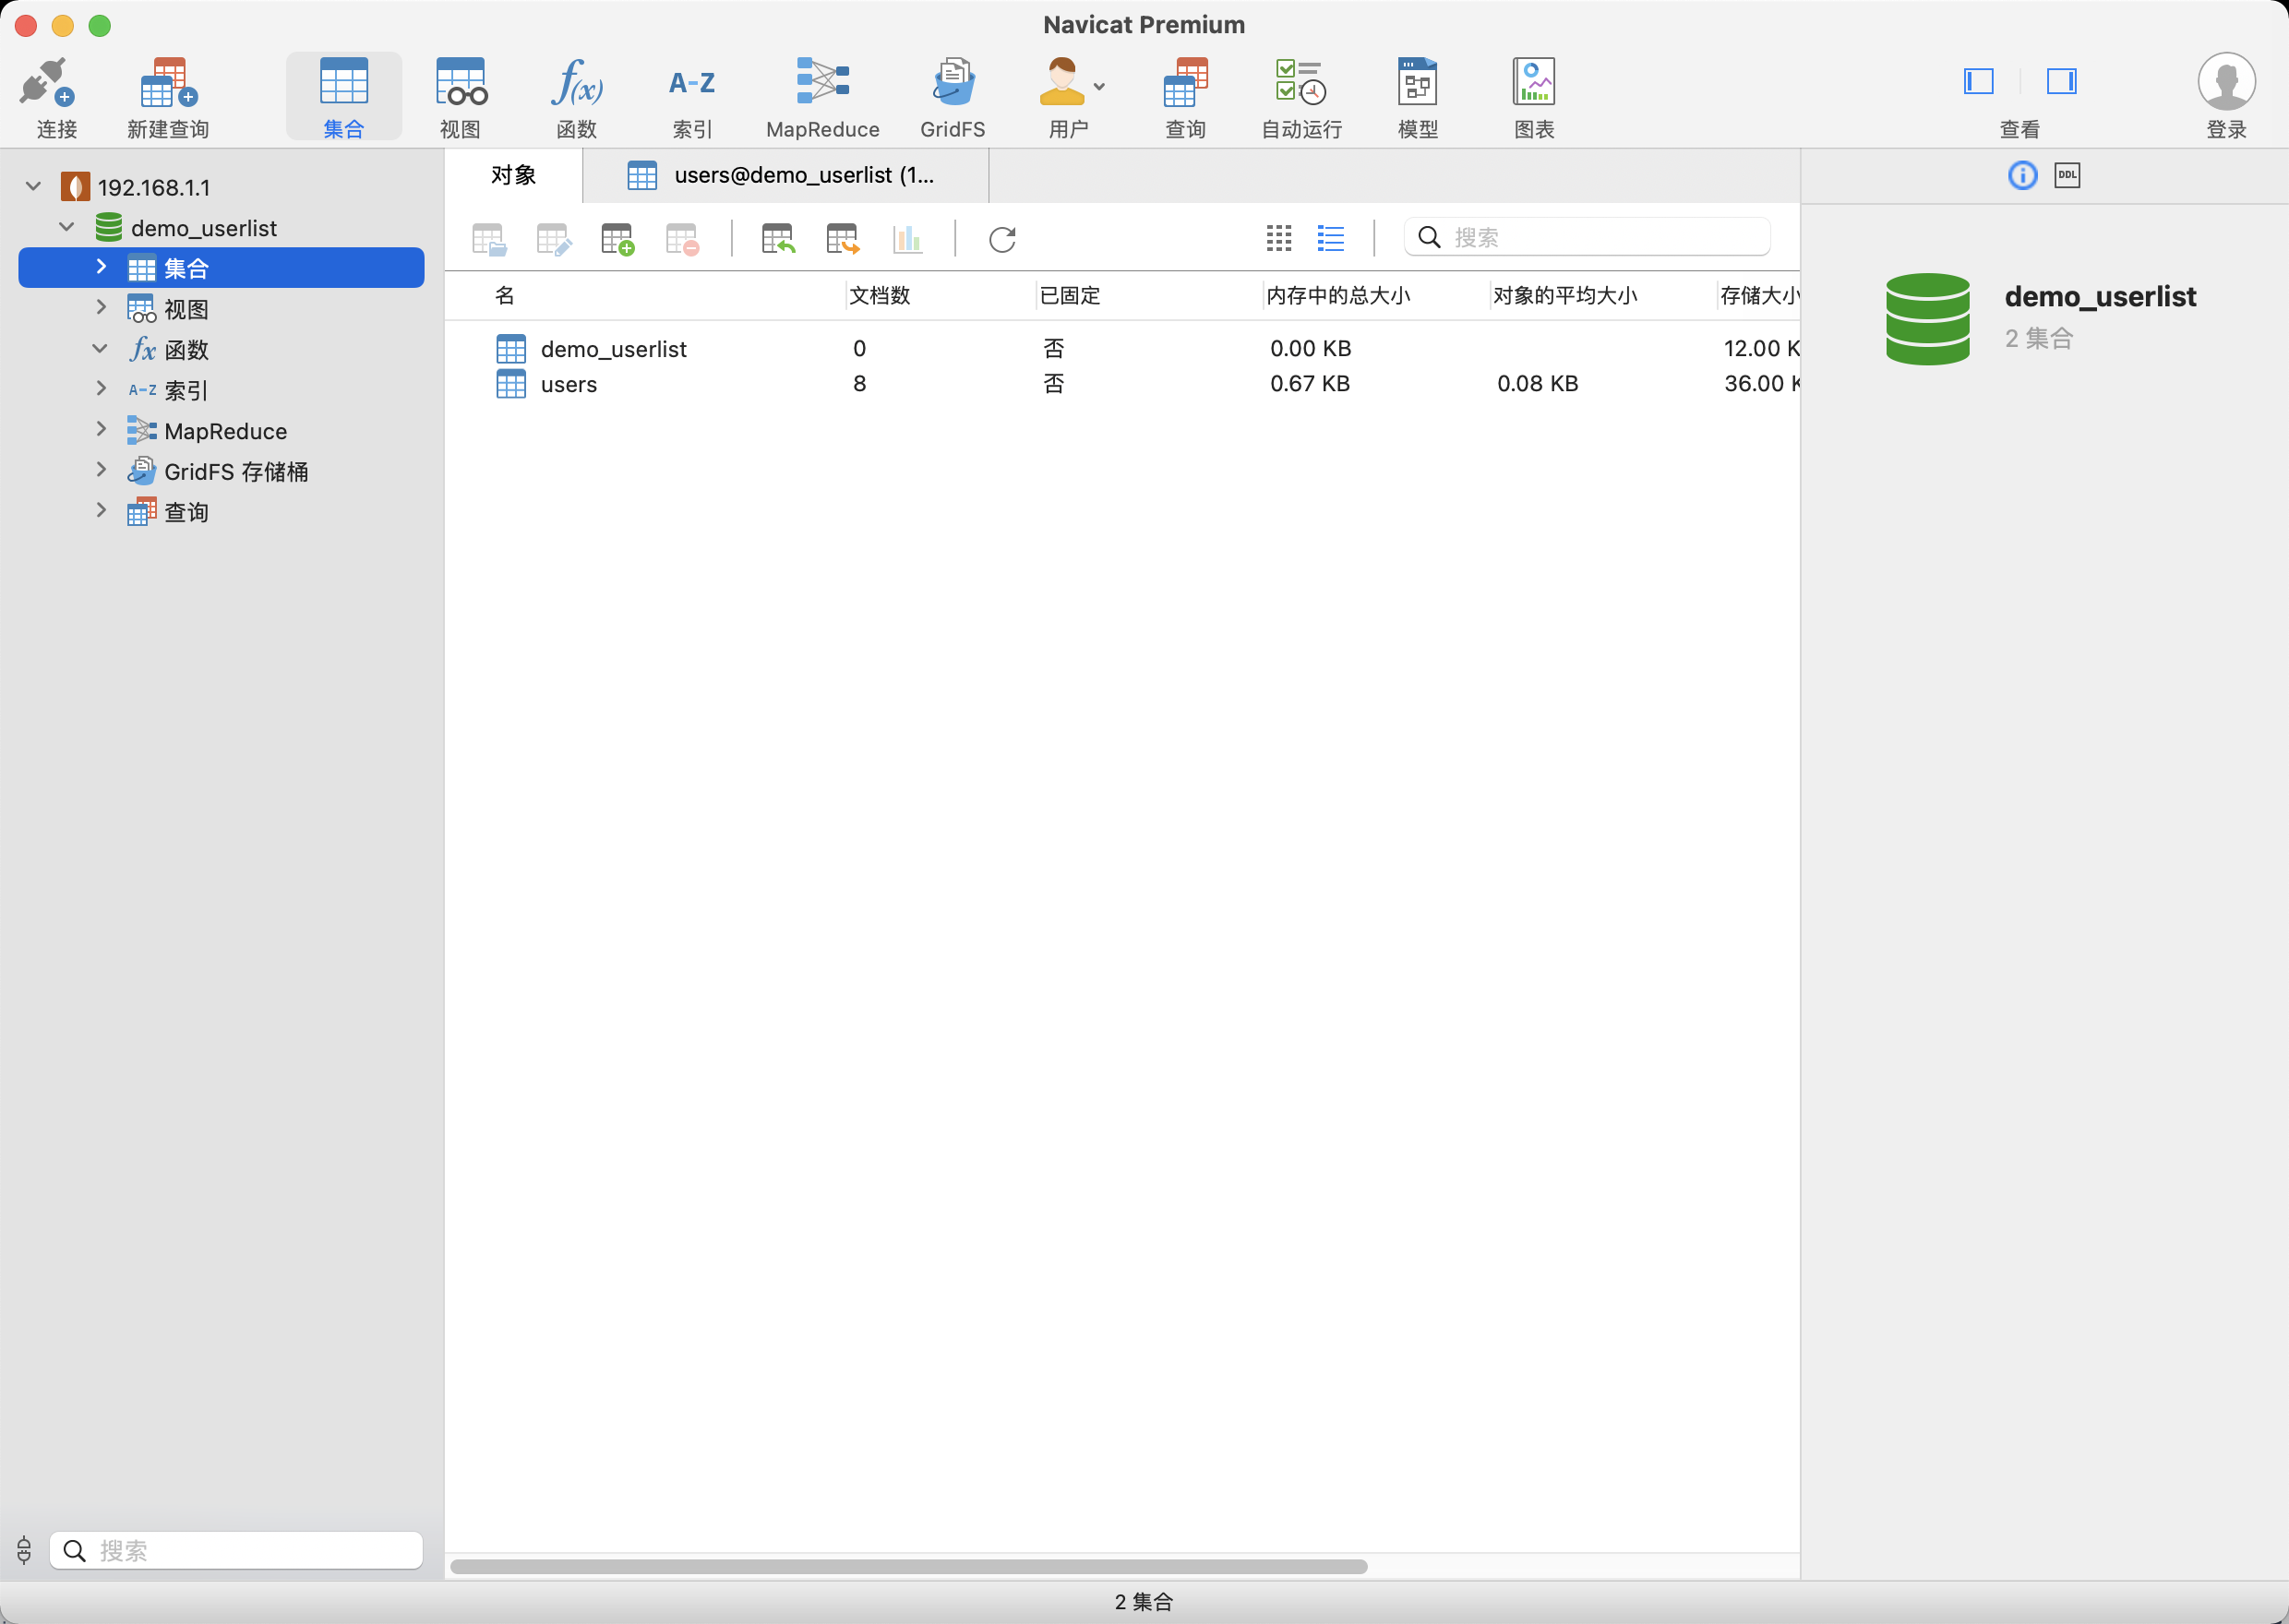 Navicat Premium
连接
新建查询
集合
视图
函数
索引
MapReduce
GridFS
用户
查询
自动运行
模型
图表
查看
登录
192.168.1.1
demo_userlist
集合
视图
函数
索引
MapReduce
GridFS 存储桶
查询
搜索
对象
users@demo_userlist (1...
搜索
名 文档数 已固定 内存中的总大小 对象的平均大小 存储大小
demo_userlist 0 否 0.00 KB 12.00 K
users 8 否 0.67 KB 0.08 KB 36.00 K
DDL
demo_userlist
2 集合
2 集合